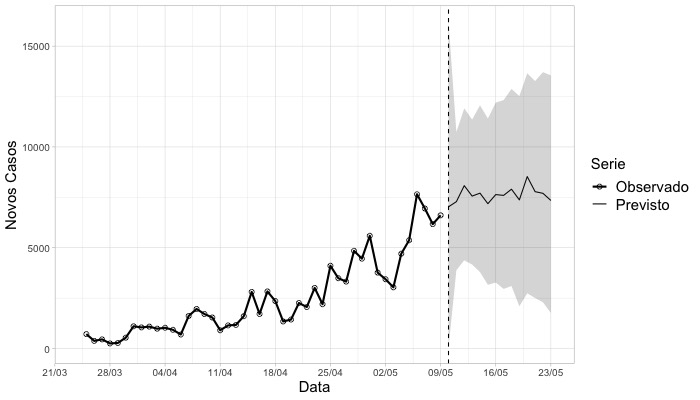 15000
10000
5000
0
Novos Casos
21/03
28/03
04/04
11/04
18/04
25/04
02/05
09/05
16/05
23/05
Data
Serie
Observado
Previsto